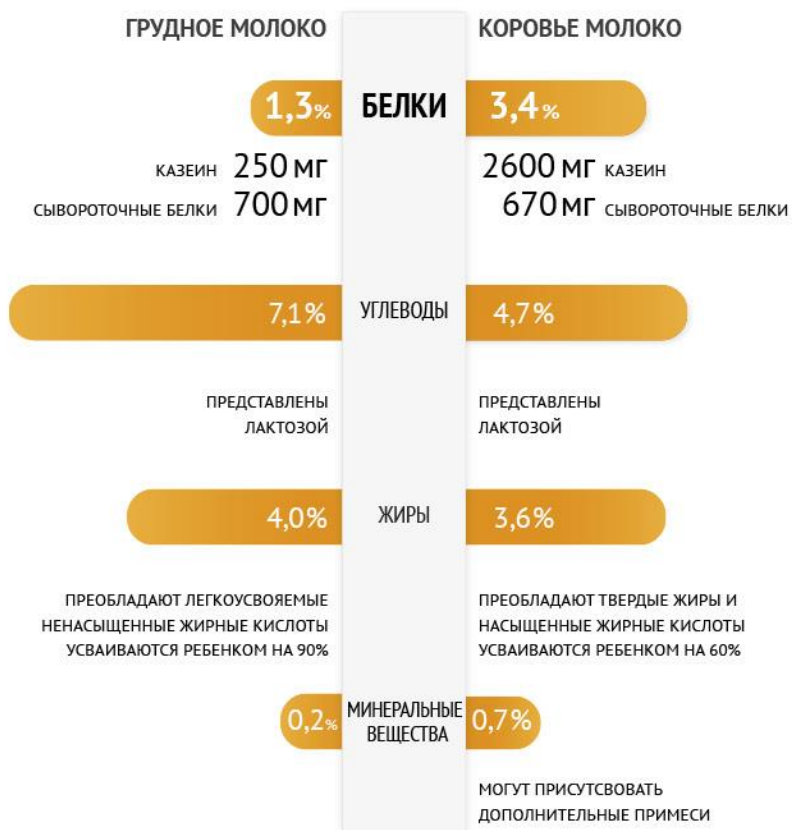 ГРУДНОЕ МОЛОКО
КОРОВЬЕ МОЛОКО
1,3% БЕЛКИ 3,4%
КАЗЕИН 250 МГ
СЫВОРОТОЧНЫЕ БЕЛКИ 700 МГ
2600 МГ КАЗЕИН
670 МГ СЫВОРОТОЧНЫЕ БЕЛКИ
7,1% УГЛЕВОДЫ 4,7%
ПРЕДСТАВЛЕНЫ
ЛАКТОЗОЙ
ПРЕДСТАВЛЕНЫ
ЛАКТОЗОЙ
4,0% ЖИРЫ 3,6%
ПРЕОБЛАДАЮТ ЛЕГКОУСВОЯЕМЫЕ
НЕНАСЫЩЕННЫЕ ЖИРНЫЕ КИСЛОТЫ
УСВАИВАЮТСЯ РЕБЕНКОМ НА 90%
ПРЕОБЛАДАЮТ ТВЕРДЫЕ ЖИРЫ И
НАСЫЩЕННЫЕ ЖИРНЫЕ КИСЛОТЫ
УСВАИВАЮТСЯ РЕБЕНКОМ НА 60%
0,2% МИНЕРАЛЬНЫЕ 0,7%
ВЕЩЕСТВА
МОГУТ ПРИСУТСВОВАТЬ
ДОПОЛНИТЕЛЬНЫЕ ПРИМЕСИ